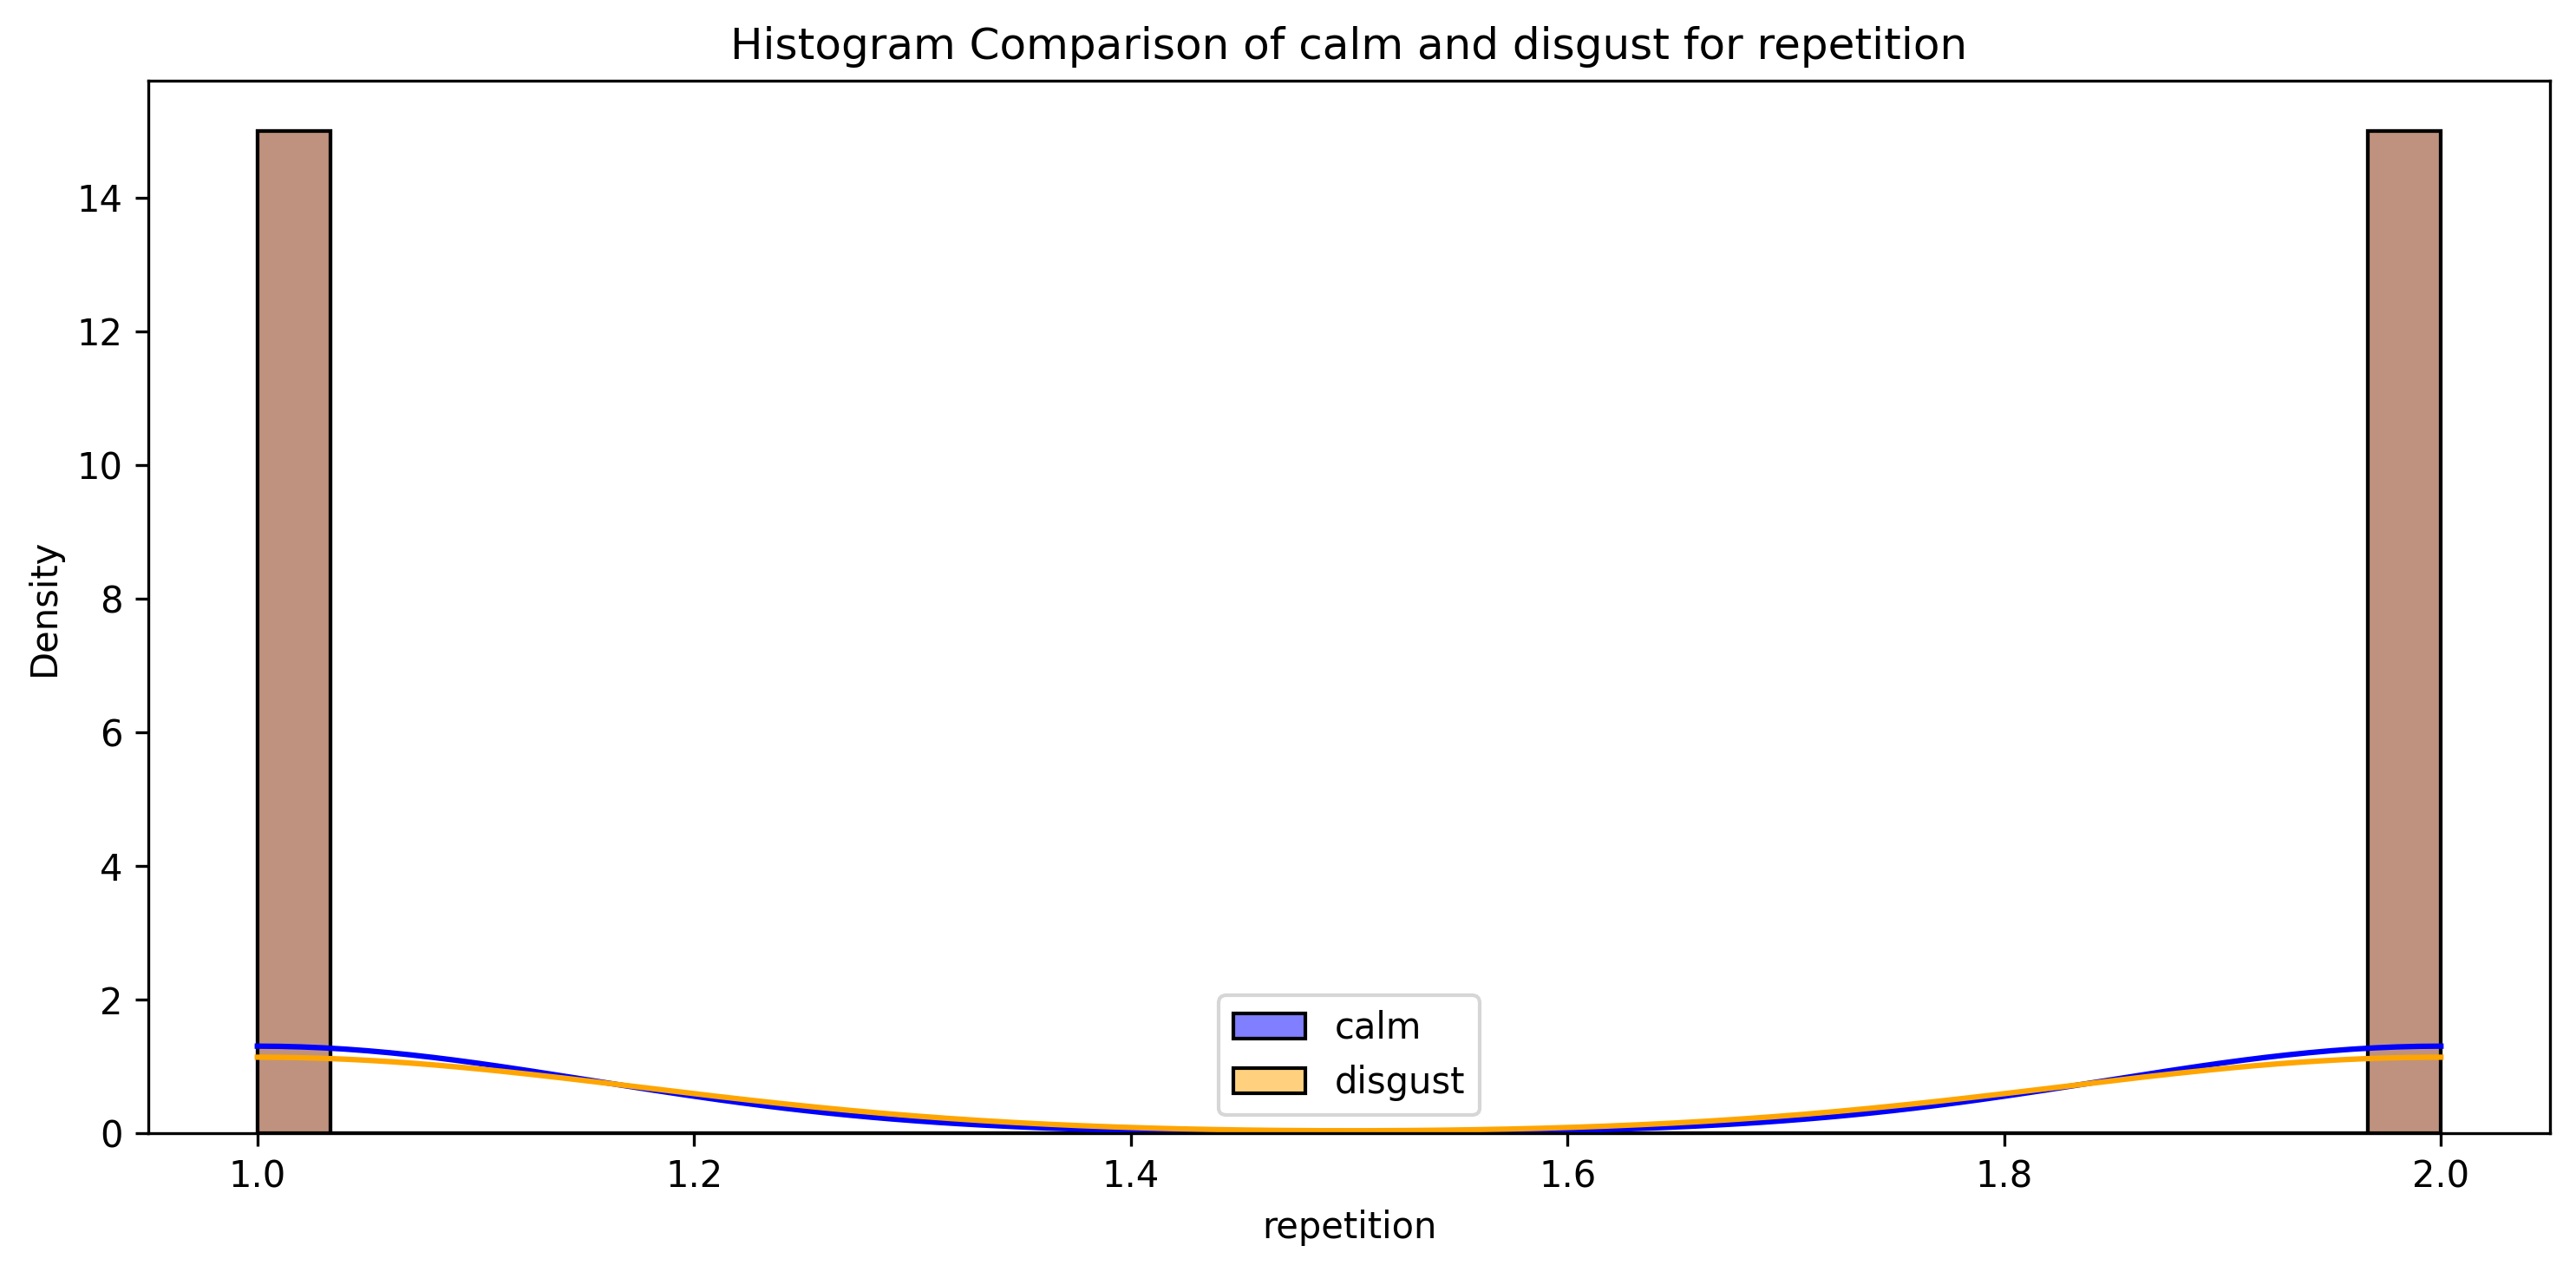 Histogram Comparison of calm and disgust for repetition
Density
14
12
10
8
6
4
2
0
calm
disgust
1.0 1.2 1.4 1.6 1.8 2.0
repetition